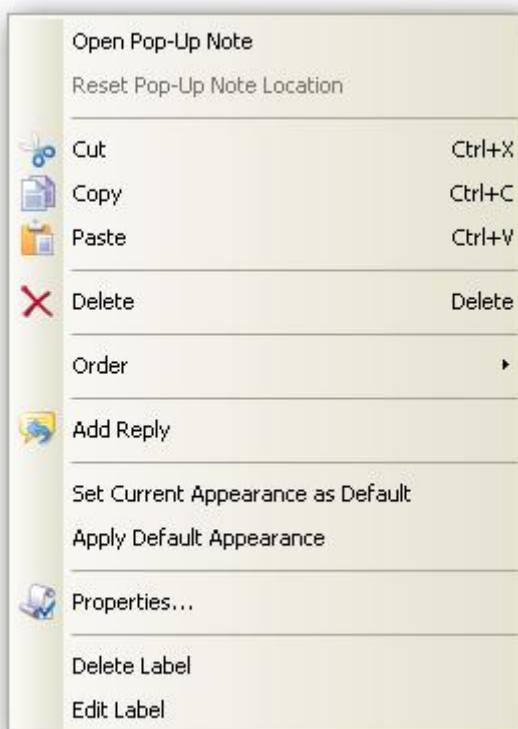 Open Pop-Up Note
Reset Pop-Up Note Location
Cut Ctrl+X
Copy Ctrl+C
Paste Ctrl+V
Delete Delete
Order
Add Reply
Set Current Appearance as Default
Apply Default Appearance
Properties...
Delete Label
Edit Label